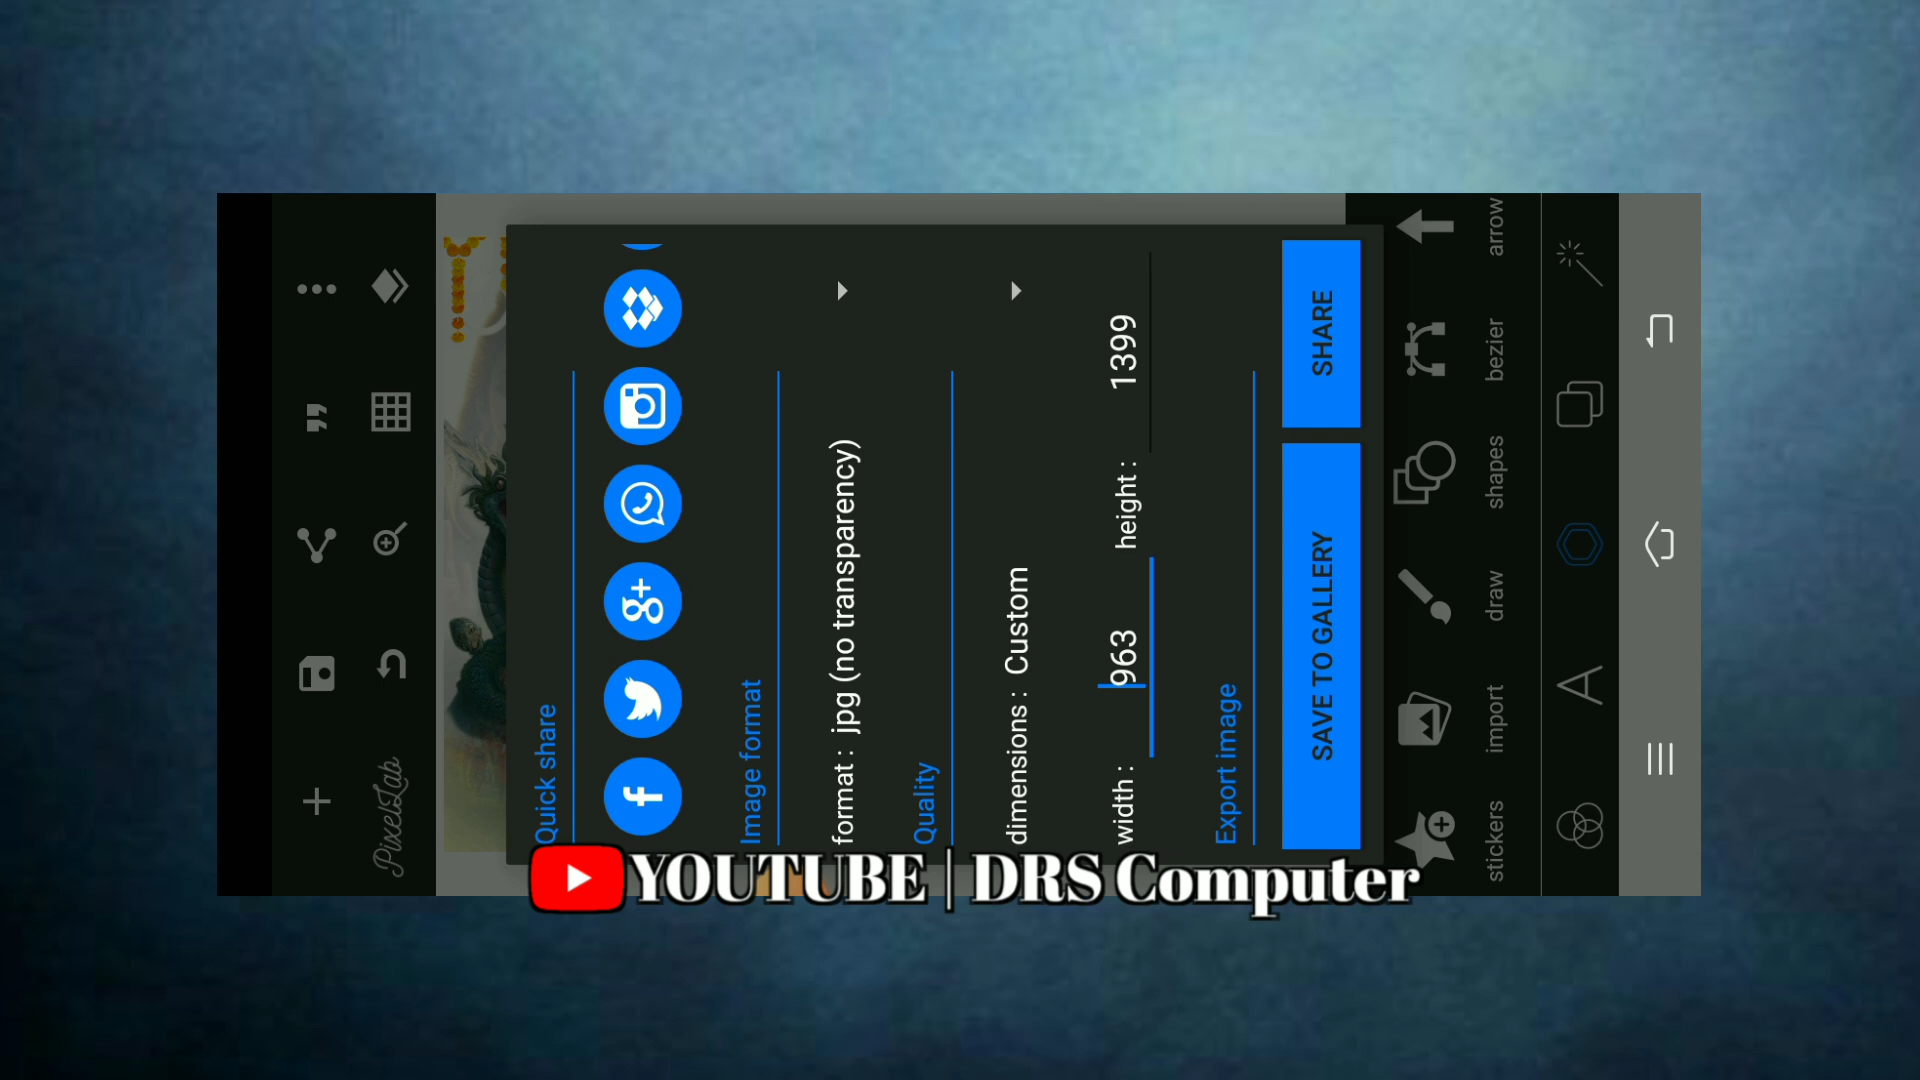 PixelLab
Quick share
Image format
format : jpg (no transparency)
Quality
dimensions : Custom
width : 963 height : 1399
Export image
SAVE TO GALLERY SHARE
stickers import draw shapes bezier arrow
YOUTUBE | DRS Computer